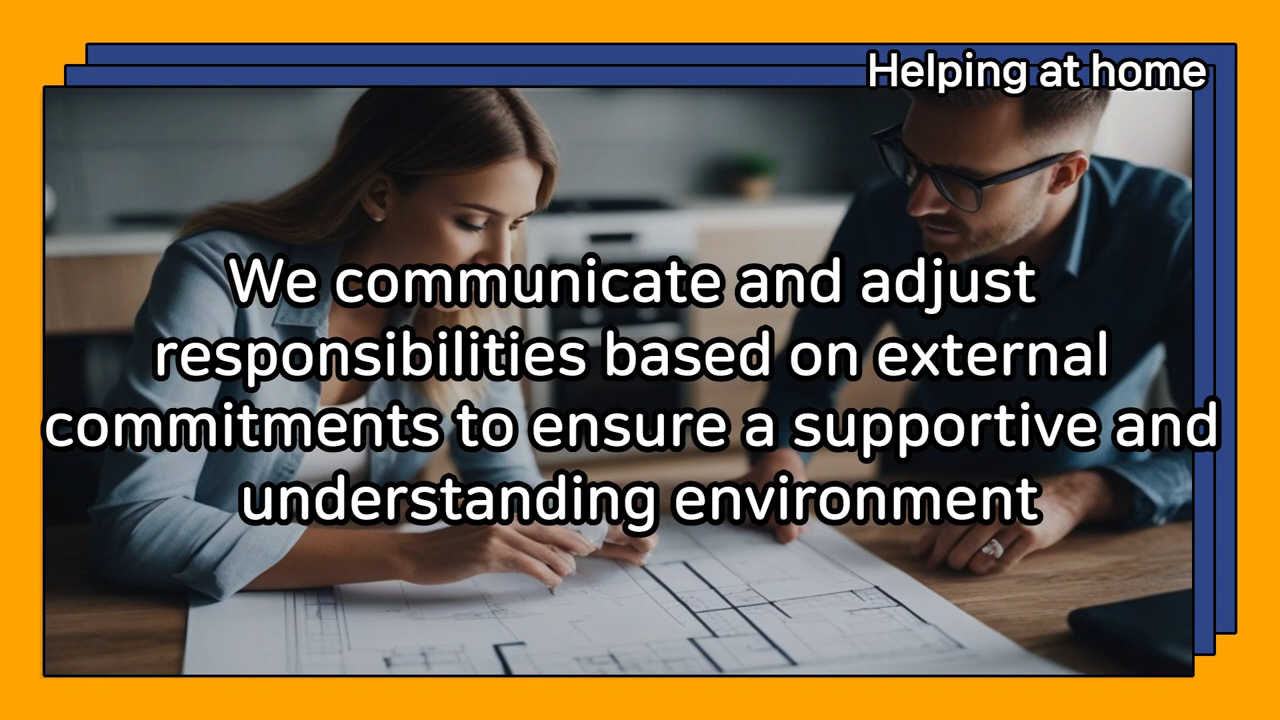 Helping at home
We communicate and adjust
responsibilities based on external
commitments to ensure a supportive and
understanding environment